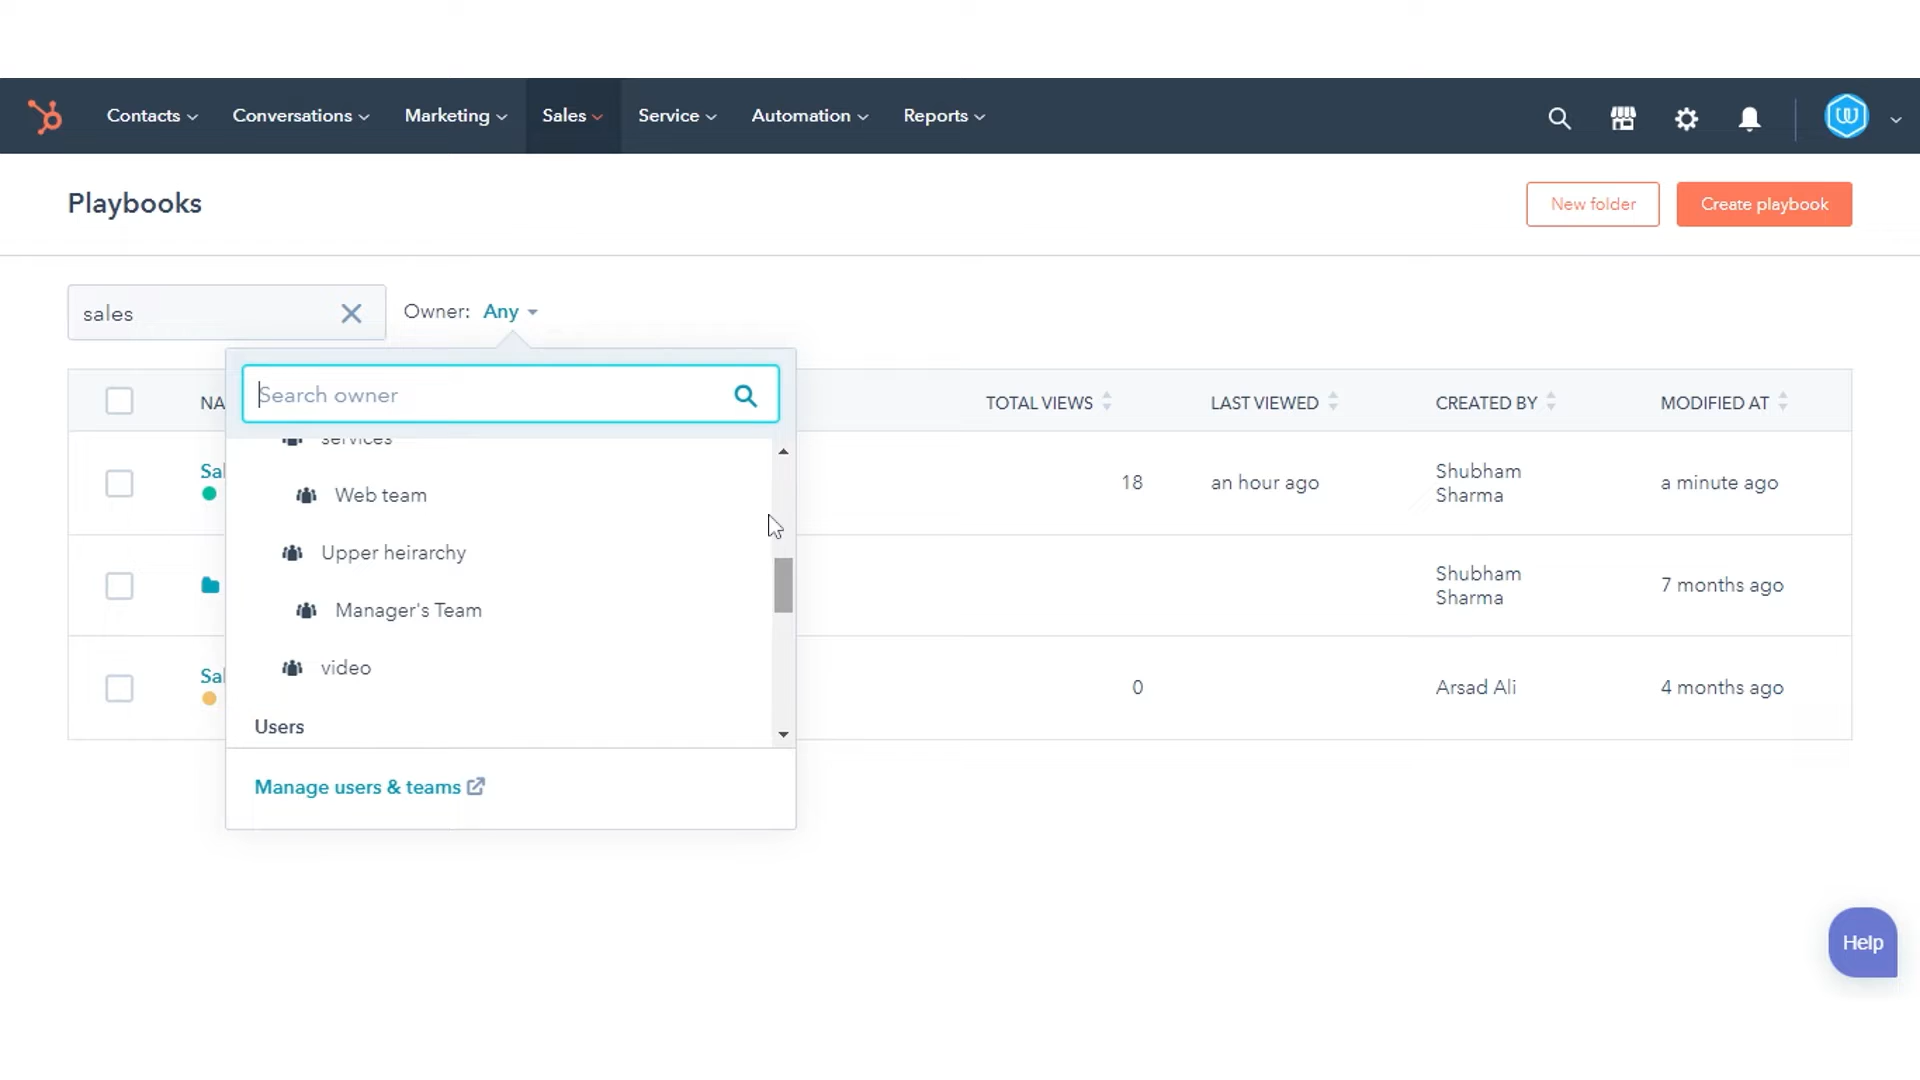 Contacts Conversations Marketing Sales Service Automation Reports
Playbooks
New folder
Create playbook
sales
Owner: Any
Search owner
NA
TOTAL VIEWS
LAST VIEWED
CREATED BY
MODIFIED AT
services
Web team
Upper heirarchy
Manager's Team
video
Users
Manage users & teams
Sal
18
an hour ago
Shubham
Sharma
a minute ago
Shubham
Sharma
7 months ago
Sal
0
Arsad Ali
4 months ago
Help